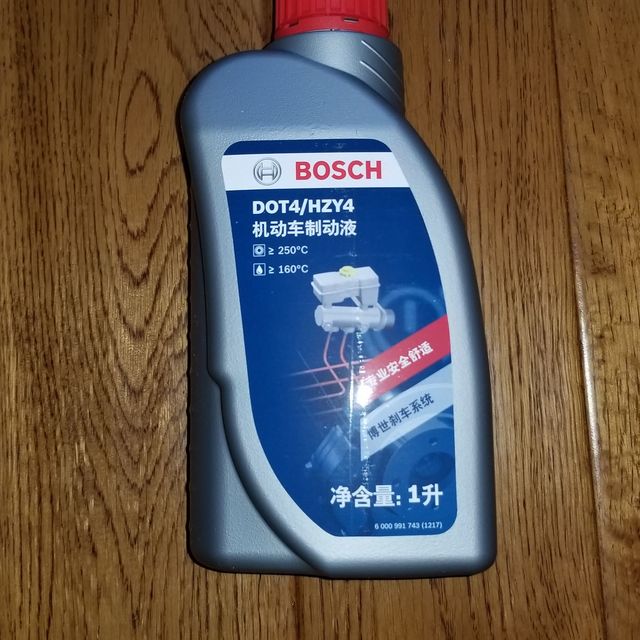 BOSCH
DOT4/HZY4
机动车制动液
≥ 250°C
≥ 160°C
专业安全舒适
博世刹车系统
净含量: 1升
6 000 991 743 (1217)